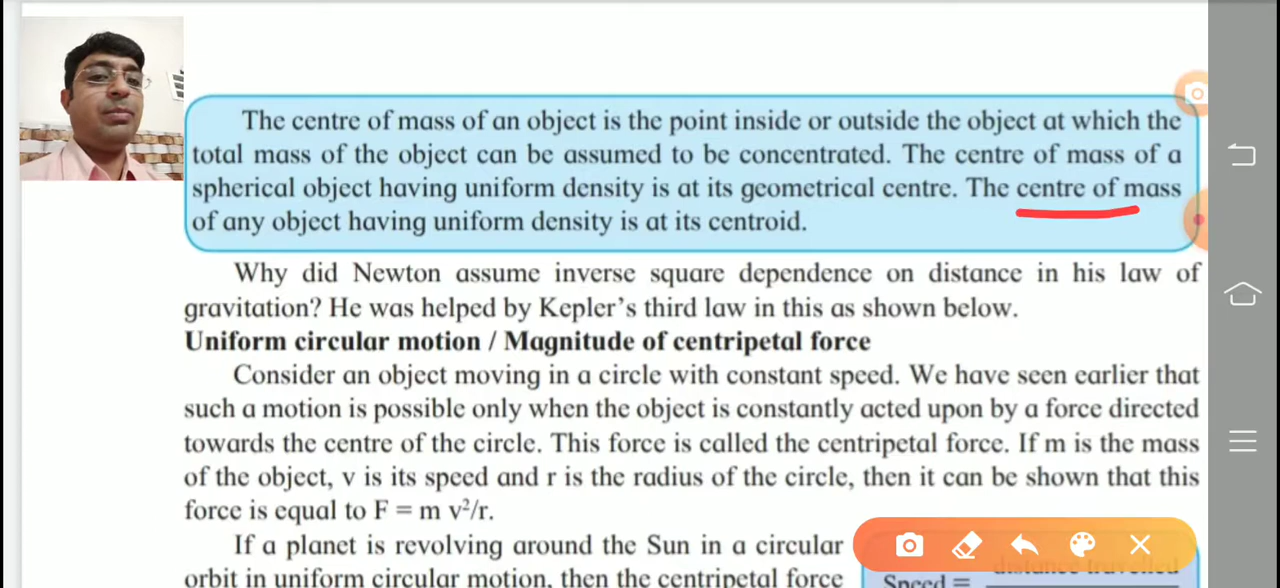 The centre of mass of an object is the point inside or outside the object at which the
total mass of the object can be assumed to be concentrated. The centre of mass of a
spherical object having uniform density is at its geometrical centre. The centre of mass
of any object having uniform density is at its centroid.
Why did Newton assume inverse square dependence on distance in his law of
gravitation? He was helped by Kepler's third law in this as shown below.
Uniform circular motion / Magnitude of centripetal force
Consider an object moving in a circle with constant speed. We have seen earlier that
such a motion is possible only when the object is constantly acted upon by a force directed
towards the centre of the circle. This force is called the centripetal force. If m is the mass
of the object, v is its speed and r is the radius of the circle, then it can be shown that this
force is equal to F = m v²/r.
If a planet is revolving around the Sun in a circular
orbit in uniform circular motion, then the centripetal force
distance travelled
Speed =